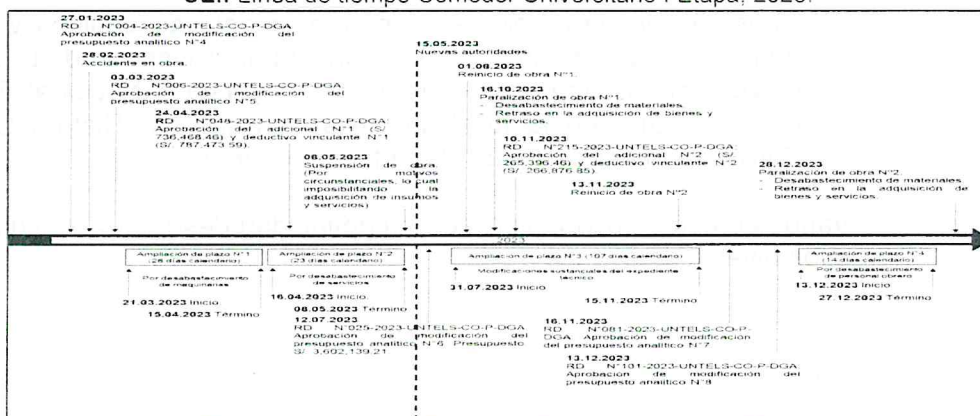 Línea de tiempo Comedor Universitario I Etapa, 2023.
27.01.2023
RD N°004-2023-UNTELS-CO-P-DGA
Aprobación de modificación del
presupuesto analítico N°4
28.02.2023
Accidente en obra.
03.03.2023
RD N°006-2023-UNTELS-CO-P-DGA
Aprobación de modificación del
presupuesto analítico N°5
24.04.2023
RD N°048-2023-UNTELS-CO-P-DGA
Aprobación del adicional N°1 (S/
736,468.46) y deductivo vinculante N°1
(S/. 787,473.59).
08.05.2023
Suspensión de obra.
(Por motivos
circunstanciales, lo cual
imposibilitando la
adquisición de insumos
y servicios)
15.05.2023
Nuevas autoridades
01.08.2023
Reinicio de obra N°1.
16.10.2023
Paralización de obra N°1
- Desabastecimiento de materiales.
- Retraso en la adquisición de bienes y
servicios.
10.11.2023
RD N°215-2023-UNTELS-CO-P-DGA
Aprobación del adicional N°2 (S/
265,396.46) y deductivo vinculante N°2
(S/. 266,876.85)
13.11.2023
Reinicio de obra N°2
28.12.2023
Paralización de obra N°2
- Desabastecimiento de materiales.
- Retraso en la adquisición de
bienes y servicios.
2023
Ampliación de plazo N°1
(26 días calendario)
Por desabastecimiento
de maquinarias
21.03.2023 Inicio.
15.04.2023 Término
Ampliación de plazo N°2
(23 días calendario)
Por desabastecimiento
de servicios
16.04.2023 Inicio.
08.05.2023 Término
12.07.2023
RD N°025-2023-UNTELS-CO-P-DGA
Aprobación de modificación del
presupuesto analítico N°6. Presupuesto
S/ 3,602,139.21
Ampliación de plazo N°3 (107 días calendario)
Modificaciones sustanciales del expediente
técnico
31.07.2023 Inicio
15.11.2023 Término
16.11.2023
RD N°081-2023-UNTELS-CO-P-
DGA Aprobación de modificación
del presupuesto analítico N°7
13.12.2023
RD N°101-2023-UNTELS-CO-P-DGA
Aprobación de modificación del
presupuesto analítico N°8
Ampliación de plazo N°4
(14 días calendario)
Por desabastecimiento
de personal obrero
13.12.2023 Inicio
27.12.2023 Término